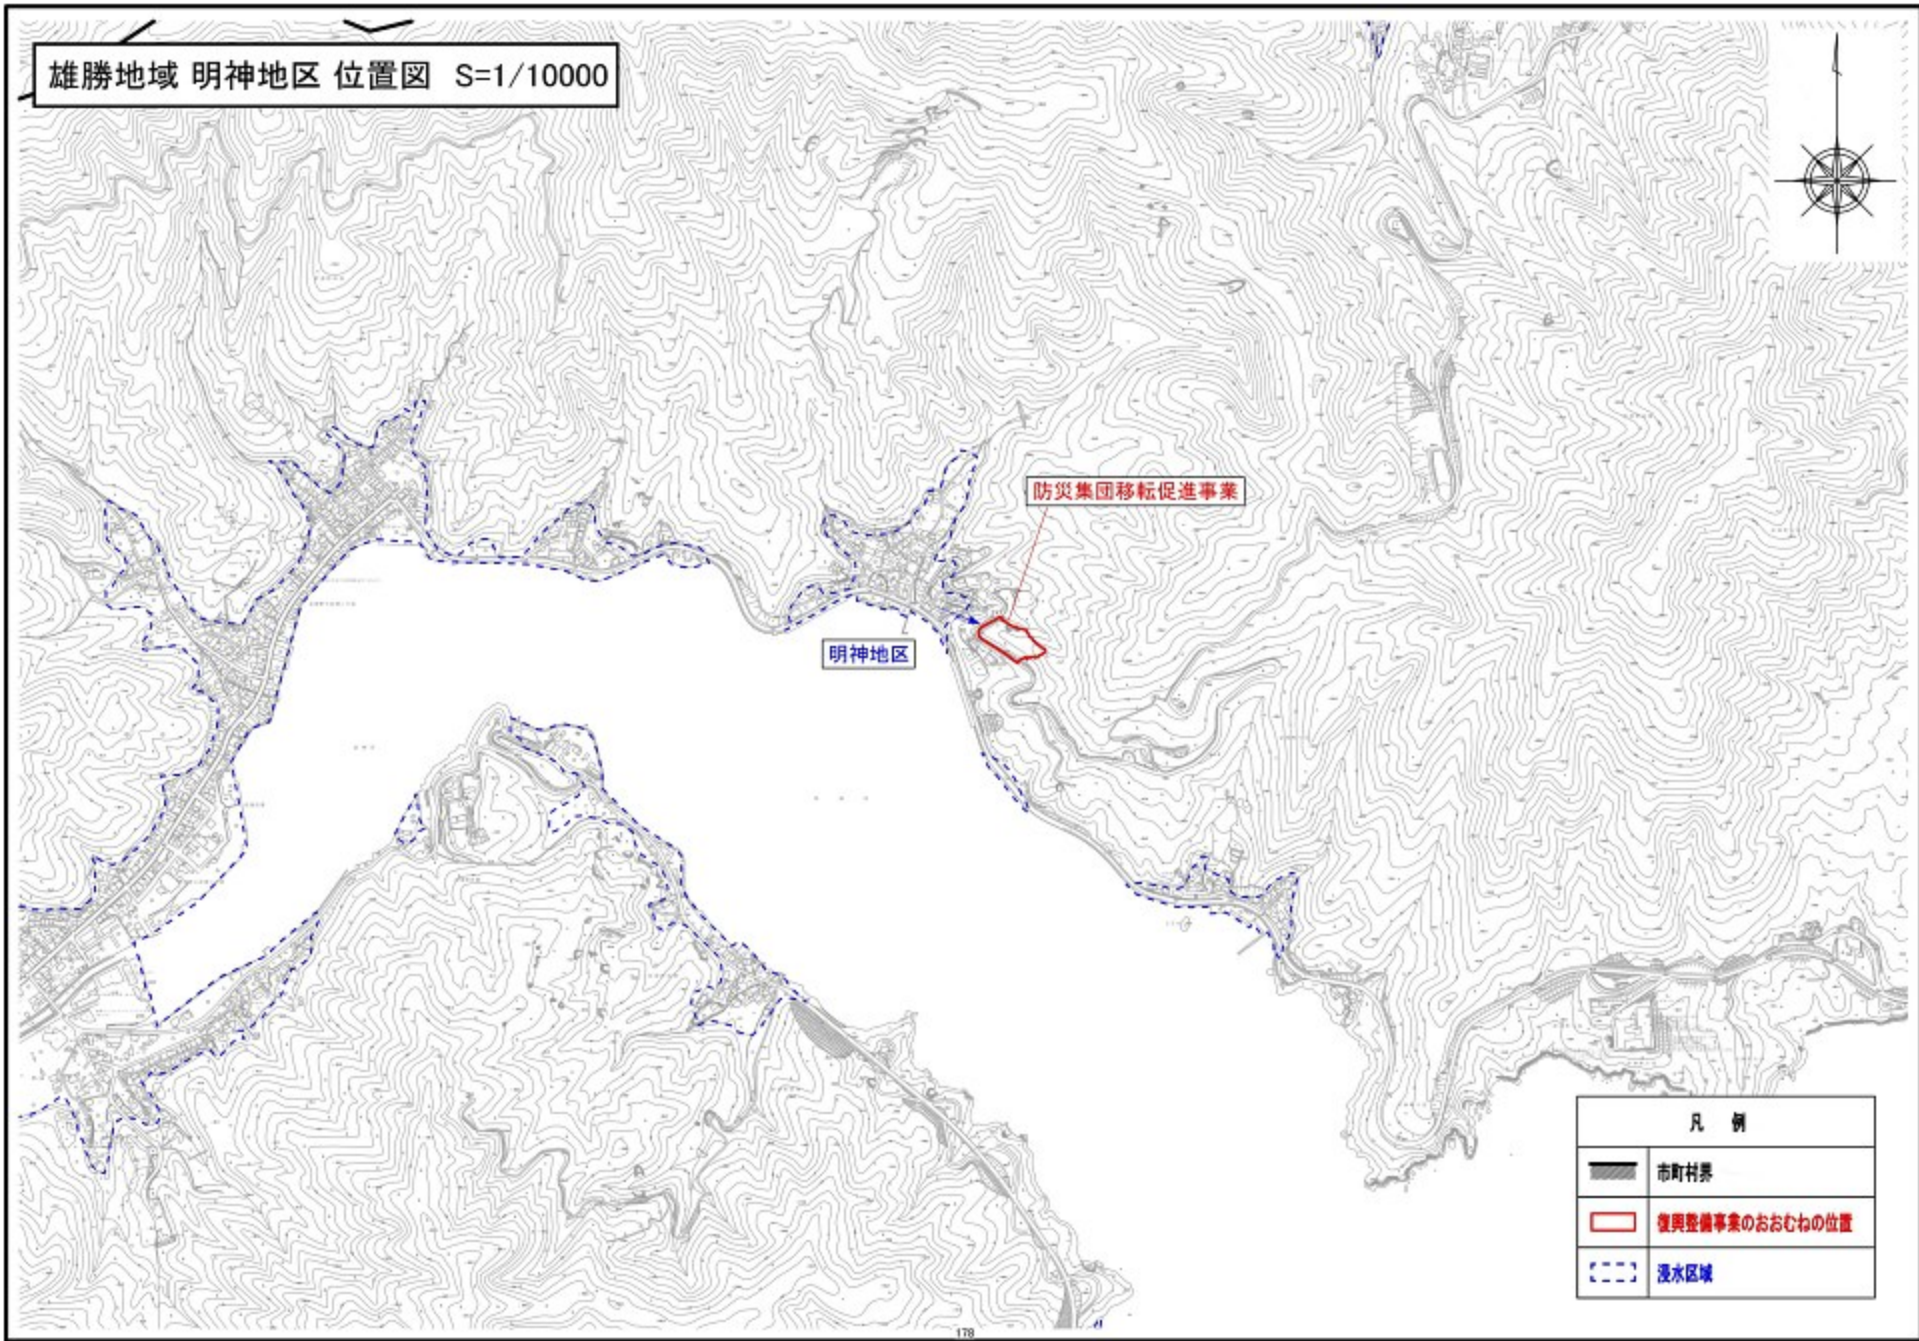 雄勝地域 明神地区 位置図 S=1/10000
防災集団移転促進事業
明神地区
凡 例
市町村界
復興整備事業のおおむねの位置
浸水区域
178